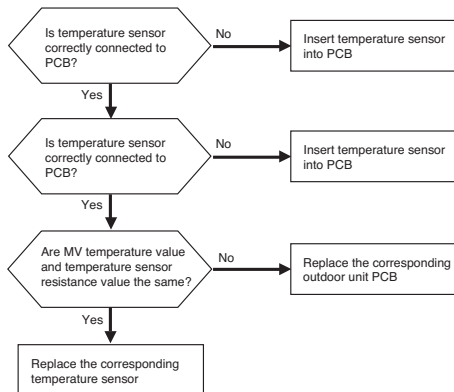 Is temperature sensor
correctly connected to
PCB?
No
Insert temperature sensor
into PCB
Yes
Is temperature sensor
correctly connected to
PCB?
No
Insert temperature sensor
into PCB
Yes
Are MV temperature value
and temperature sensor
resistance value the same?
No
Replace the corresponding
outdoor unit PCB
Yes
Replace the corresponding
temperature sensor